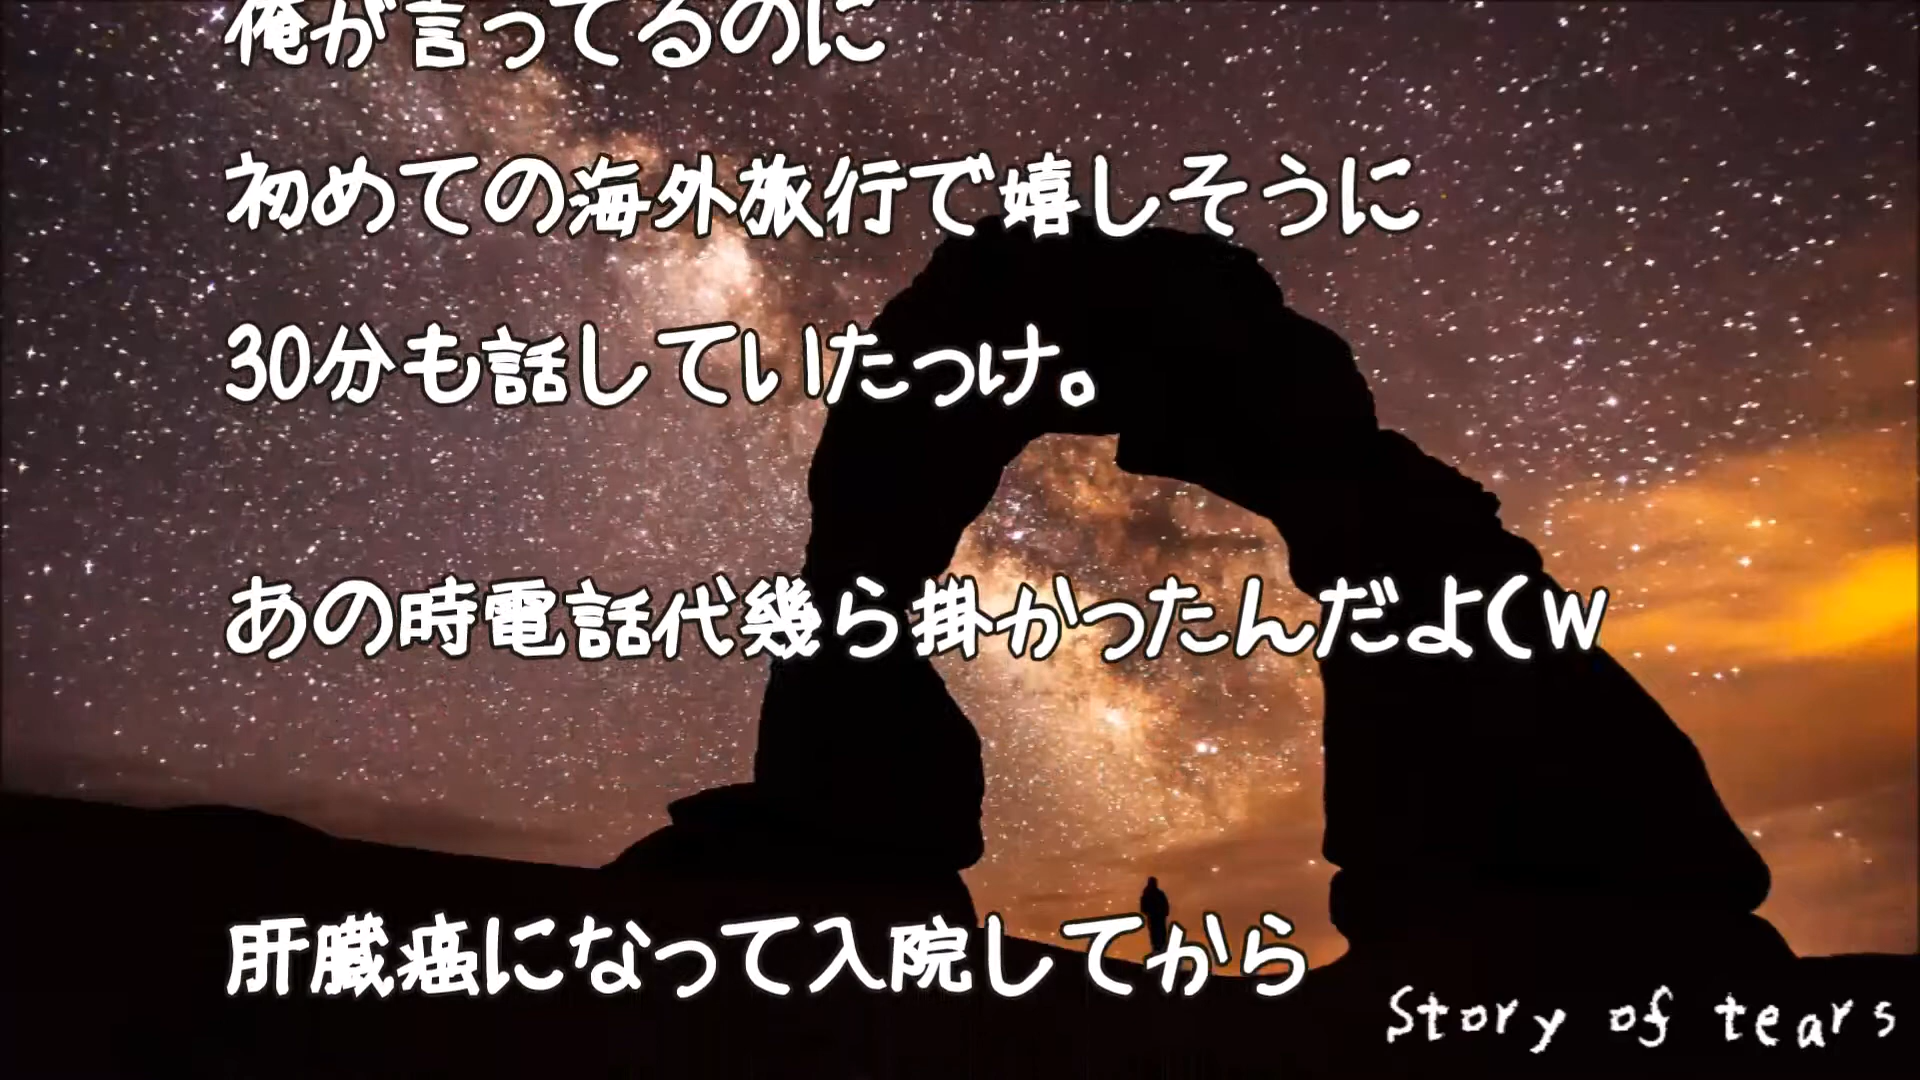 俺が言ってるのに
初めての海外旅行で嬉しそうに
30分も話していたっけ。
あの時電話代幾ら掛かったんだよ(w
肝臓癌になって入院してから
Story of tears